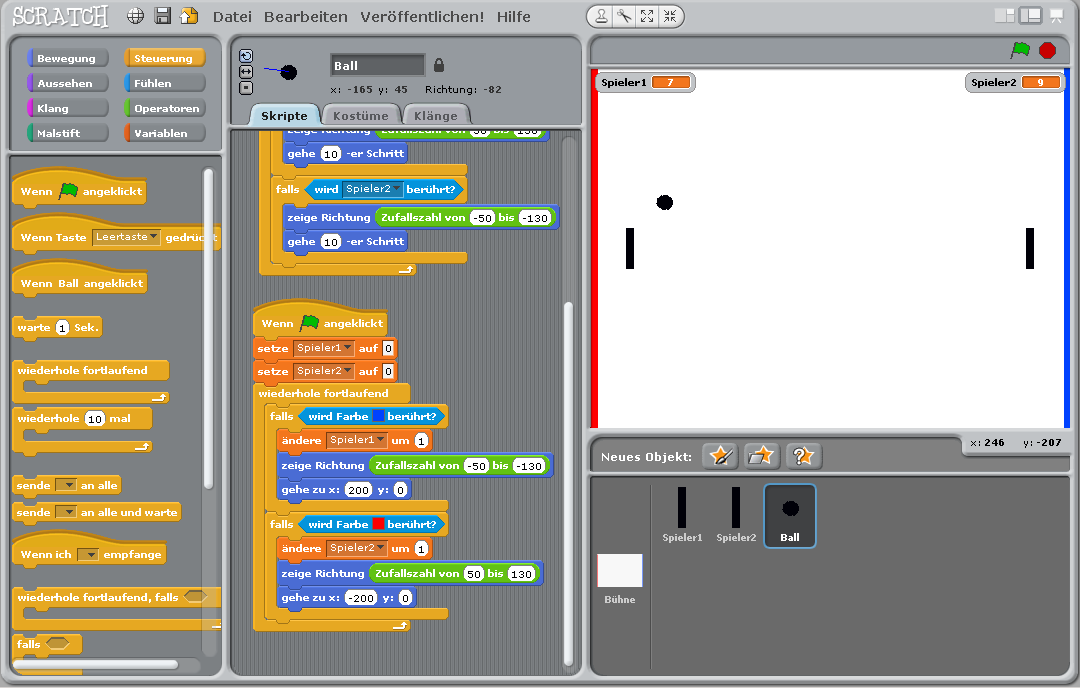 SCRATCH Datei Bearbeiten Veröffentlichen! Hilfe
Bewegung Steuerung
Aussehen Fühlen
Klang Operatoren
Malstift Variablen
Wenn angeklickt
Wenn Taste Leertaste gedrückt
Wenn Ball angeklickt
warte 1 Sek.
wiederhole fortlaufend
wiederhole 10 mal
sende an alle
sende an alle und warte
Wenn ich empfange
wiederhole fortlaufend, falls
falls
Ball
x: -165 y: 45 Richtung: -82
Skripte Kostüme Klänge
zeige Richtung Zufallszahl von 50 bis 130
gehe 10 -er Schritt
falls wird Spieler2 berührt?
zeige Richtung Zufallszahl von -50 bis -130
gehe 10 -er Schritt
Wenn angeklickt
setze Spieler1 auf 0
setze Spieler2 auf 0
wiederhole fortlaufend
falls wird Farbe berührt?
ändere Spieler1 um 1
zeige Richtung Zufallszahl von -50 bis -130
gehe zu x: 200 y: 0
falls wird Farbe berührt?
ändere Spieler2 um 1
zeige Richtung Zufallszahl von 50 bis 130
gehe zu x: -200 y: 0
Spieler1 7
Spieler2 9
x: 246 y: -207
Neues Objekt:
Spieler1 Spieler2 Ball
Bühne